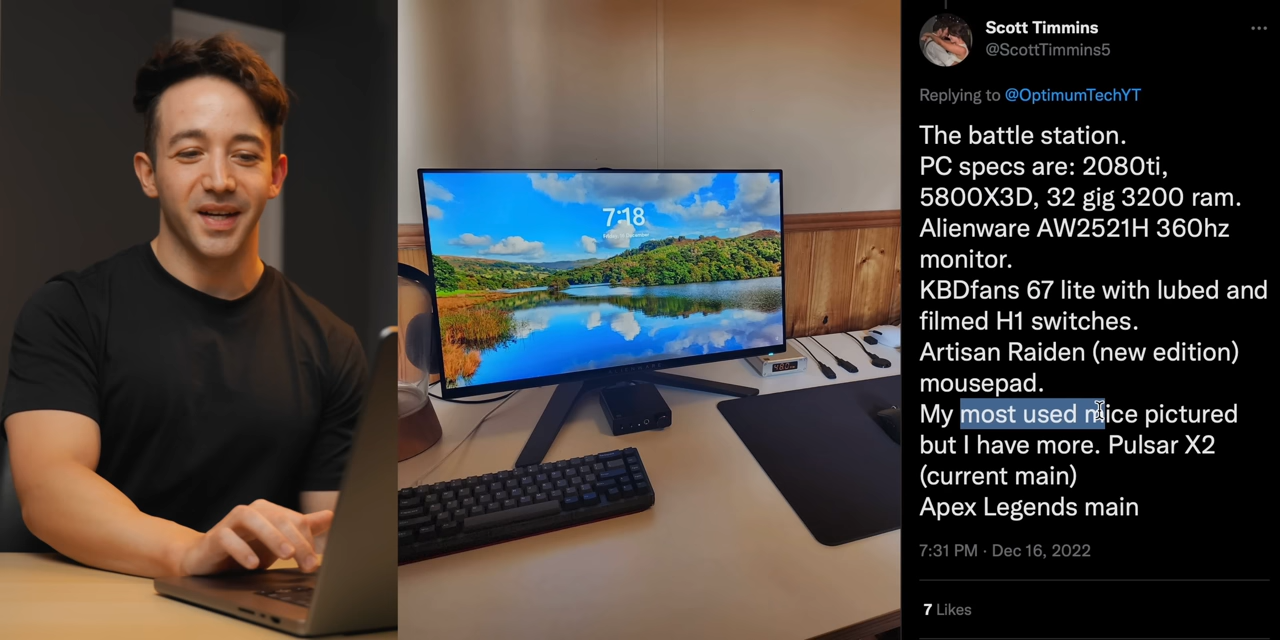 Scott Timmins
@ScottTimmins5
Replying to @OptimumTechYT
The battle station.
PC specs are: 2080ti,
5800X3D, 32 gig 3200 ram.
Alienware AW2521H 360hz
monitor.
KBDfans 67 lite with lubed and
filmed H1 switches.
Artisan Raiden (new edition)
mousepad.
My most used mice pictured
but I have more. Pulsar X2
(current main)
Apex Legends main
7:31 PM · Dec 16, 2022
7 Likes
7:18